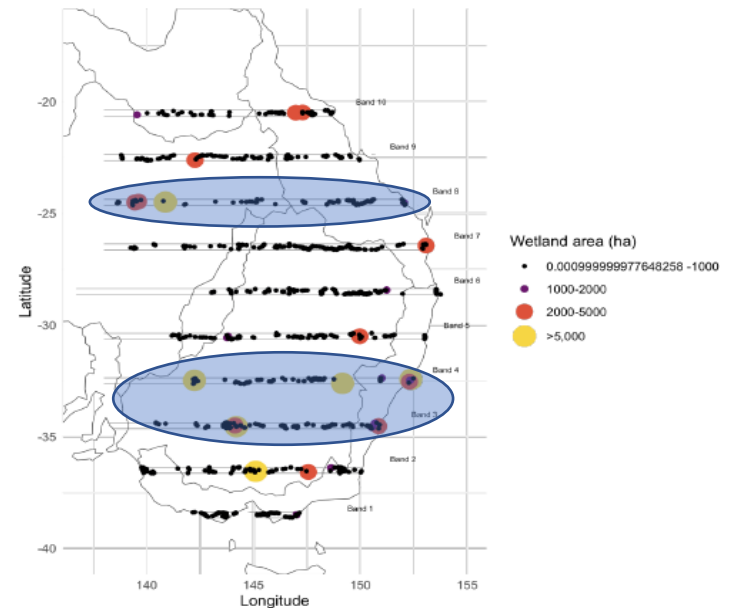 -20
-25
-30
-35
-40
Latitude
140
145
150
155
Longitude
Band 10
Band 9
Band 8
Band 7
Band 6
Band 5
Band 4
Band 3
Band 2
Band 1
Wetland area (ha)
0.000999999977648258 -1000
1000-2000
2000-5000
>5,000